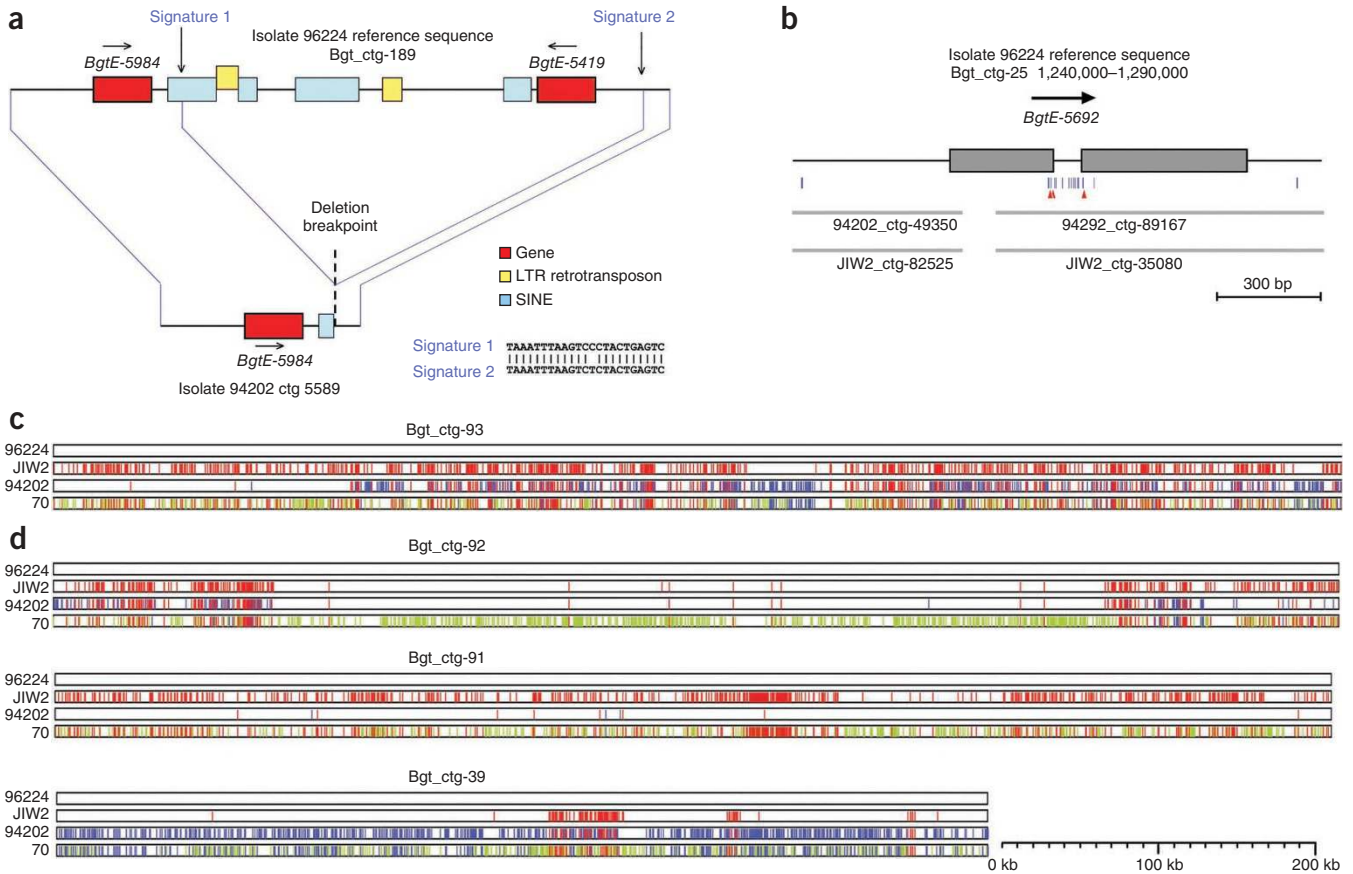 a
Signature 1
Signature 2
Isolate 96224 reference sequence
Bgt_ctg-189
BgtE-5984
BgtE-5419
Deletion
breakpoint
Gene
LTR retrotransposon
SINE
BgtE-5984
Isolate 94202 ctg 5589
Signature 1 TAAATTTAAGTCCCTACTGAGTC
Signature 2 TAAATTTAAGTCTCTACTGAGTC
b
Isolate 96224 reference sequence
Bgt_ctg-25 1,240,000–1,290,000
BgtE-5692
94202_ctg-49350
94292_ctg-89167
JIW2_ctg-82525
JIW2_ctg-35080
300 bp
c
Bgt_ctg-93
96224
JIW2
94202
70
d
Bgt_ctg-92
96224
JIW2
94202
70
Bgt_ctg-91
96224
JIW2
94202
70
Bgt_ctg-39
96224
JIW2
94202
70
0 kb 100 kb 200 kb